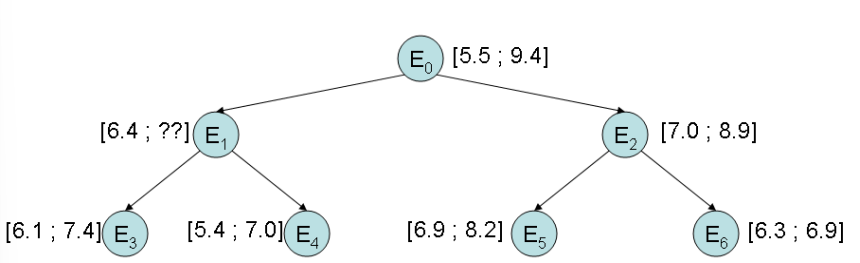 E0 [5.5 ; 9.4]
[6.4 ; ??] E1 E2 [7.0 ; 8.9]
[6.1 ; 7.4] E3 [5.4 ; 7.0] E4 [6.9 ; 8.2] E5 E6 [6.3 ; 6.9]